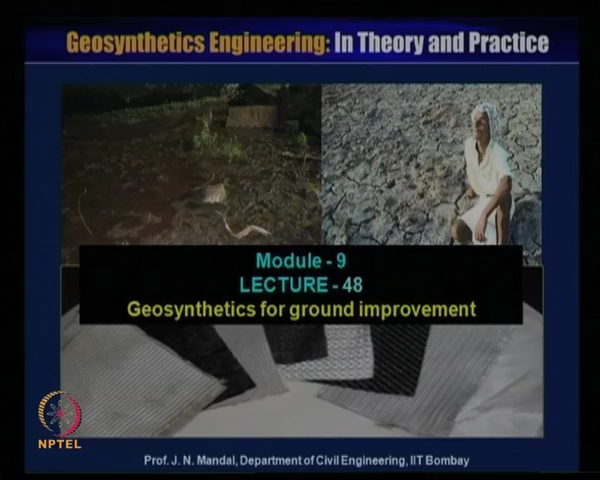 Geosynthetics Engineering: In Theory and Practice
Module - 9
LECTURE - 48
Geosynthetics for ground improvement
NPTEL
Prof. J. N. Mandal, Department of Civil Engineering, IIT Bombay